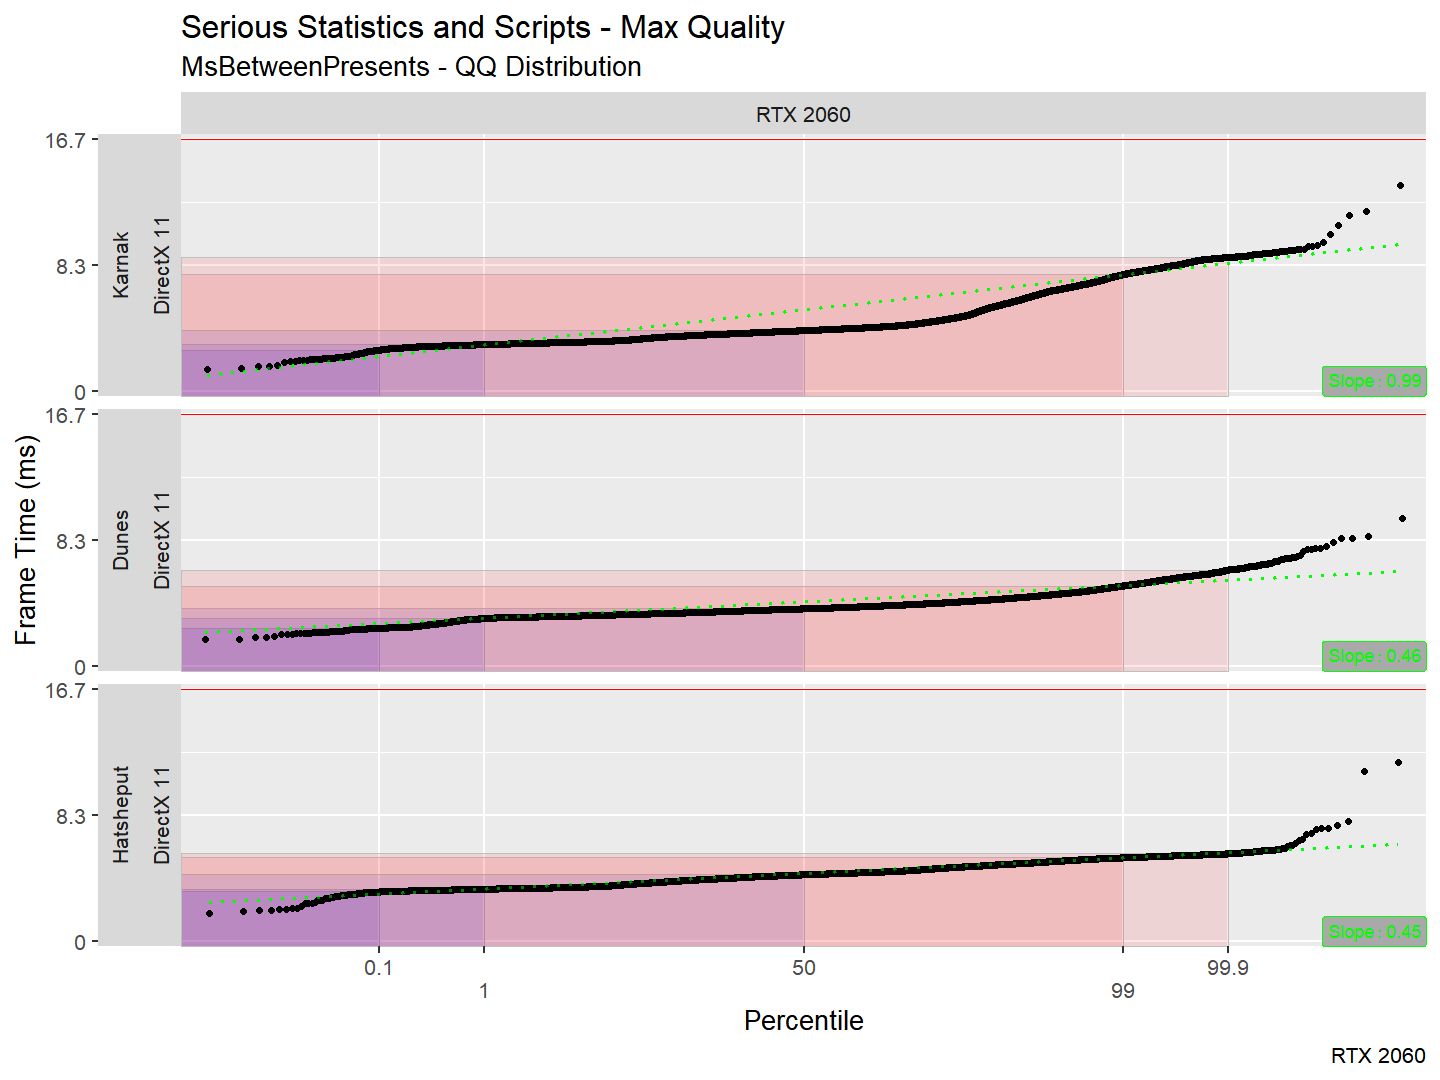 Serious Statistics and Scripts - Max Quality
MsBetweenPresents - QQ Distribution
RTX 2060
Frame Time (ms)
16.7
8.3
0
Karnak
DirectX 11
Slope: 0.99
16.7
8.3
0
Dunes
DirectX 11
Slope: 0.46
16.7
8.3
0
Hatsheput
DirectX 11
Slope: 0.45
0.1
1
50
99
99.9
Percentile
RTX 2060